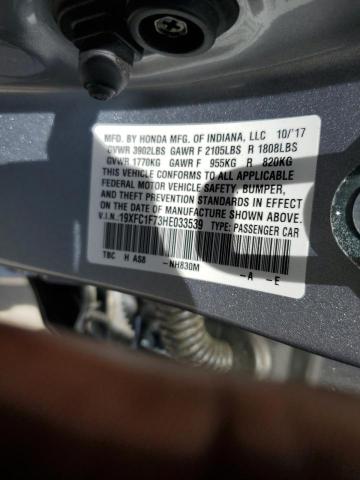 MFD. BY HONDA MFG. OF INDIANA, LLC 10/'17
GVWR 3902LBS GAWR F 2105LBS R 1808LBS
GVWR 1770KG GAWR F 955KG R 820KG
THIS VEHICLE CONFORMS TO ALL APPLICABLE
FEDERAL MOTOR VEHICLE SAFETY, BUMPER,
AND THEFT PREVENTION STANDARDS IN
EFFECT ON THE DATE OF MANUFACTURE SHOWN ABOVE.
V.I.N. 19XFC1F73HE033539 TYPE: PASSENGER CAR
TBC H AS8 -NH830M -A -E